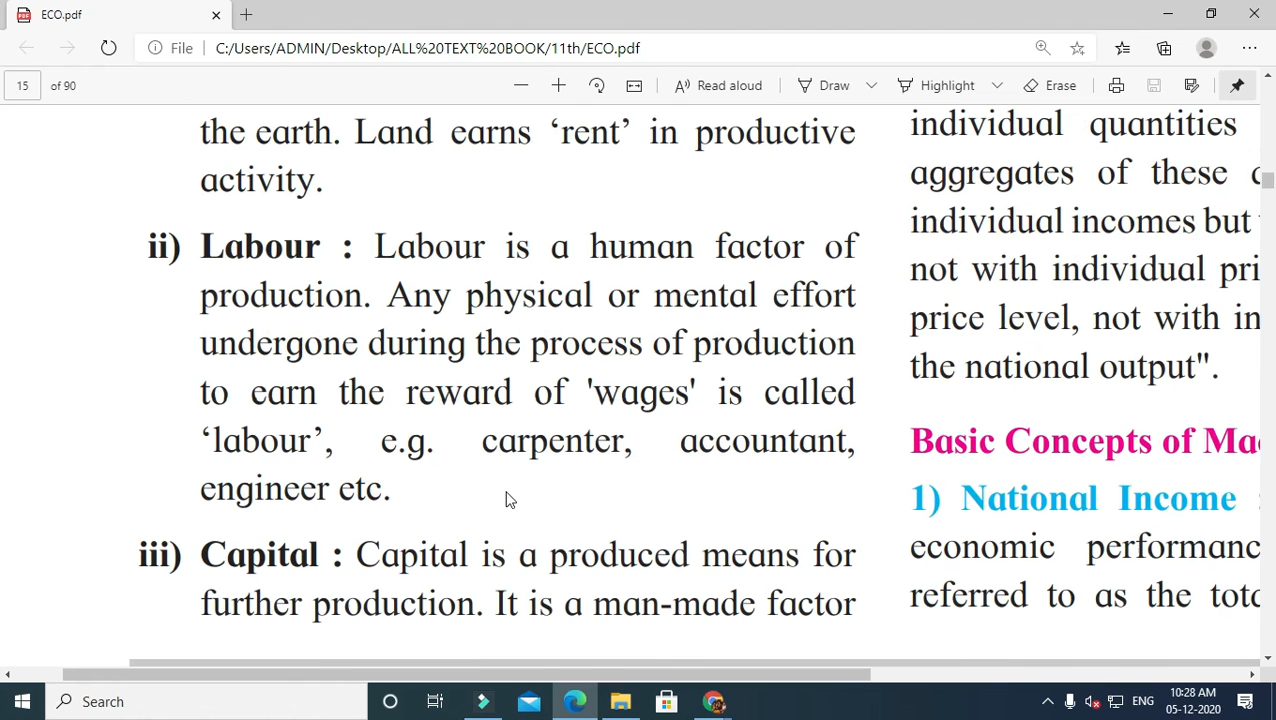 ECO.pdf
File
C:/Users/ADMIN/Desktop/ALL%20TEXT%20BOOK/11th/ECO.pdf
15 of 90
Read aloud
Draw
Highlight
Erase
the earth. Land earns ‘rent’ in productive
activity.
ii) Labour : Labour is a human factor of
production. Any physical or mental effort
undergone during the process of production
to earn the reward of 'wages' is called
‘labour’, e.g. carpenter, accountant,
engineer etc.
iii) Capital : Capital is a produced means for
further production. It is a man-made factor
individual quantities
aggregates of these
individual incomes but
not with individual
price level, not with
the national output".
Basic Concepts of
1) National Income :
economic
referred to as the
Search
ENG
10:28 AM
05-12-2020